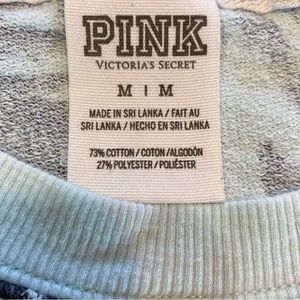 PINK
VICTORIA'S SECRET
M | M
MADE IN SRI LANKA / FAIT AU
SRI LANKA / HECHO EN SRI LANKA
73% COTTON / COTON /ALGODÓN
27% POLYESTER / POLIÉSTER